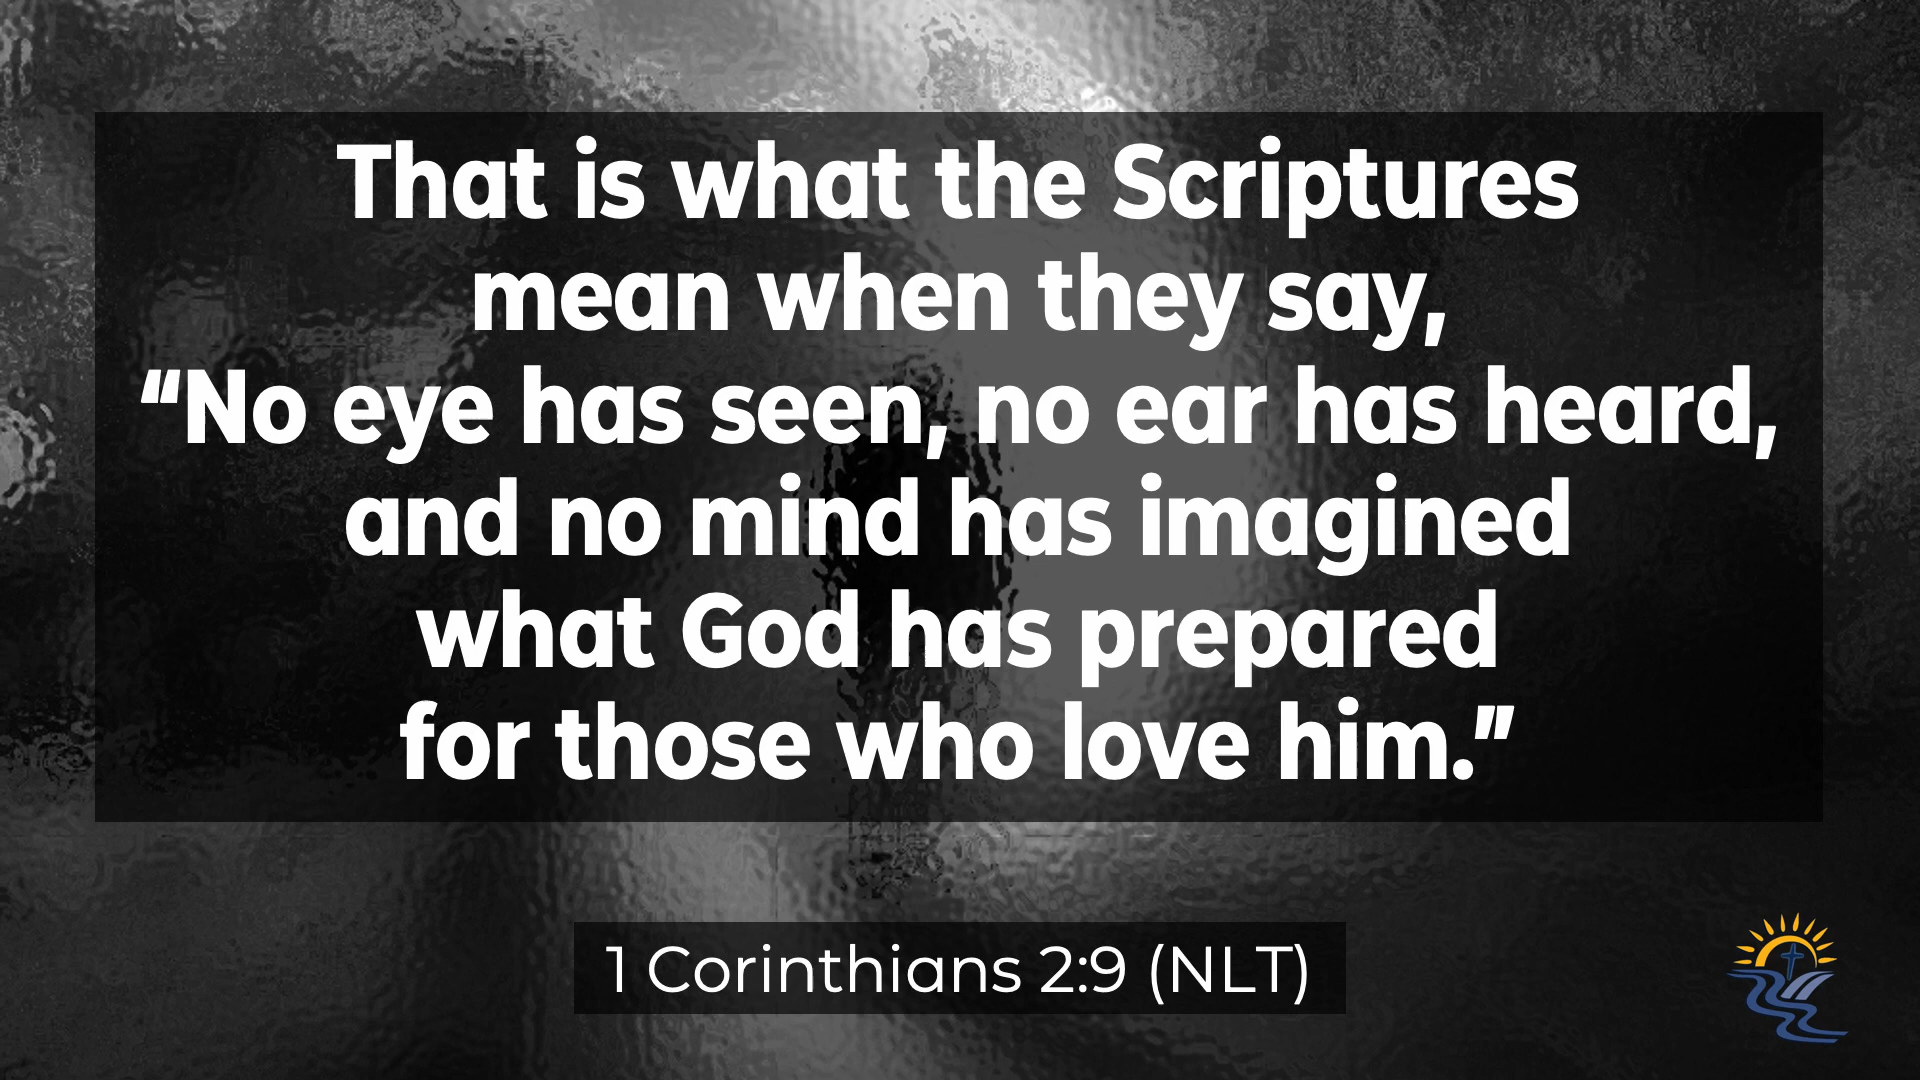 That is what the Scriptures
mean when they say,
“No eye has seen, no ear has heard,
and no mind has imagined
what God has prepared
for those who love him.”
1 Corinthians 2:9 (NLT)